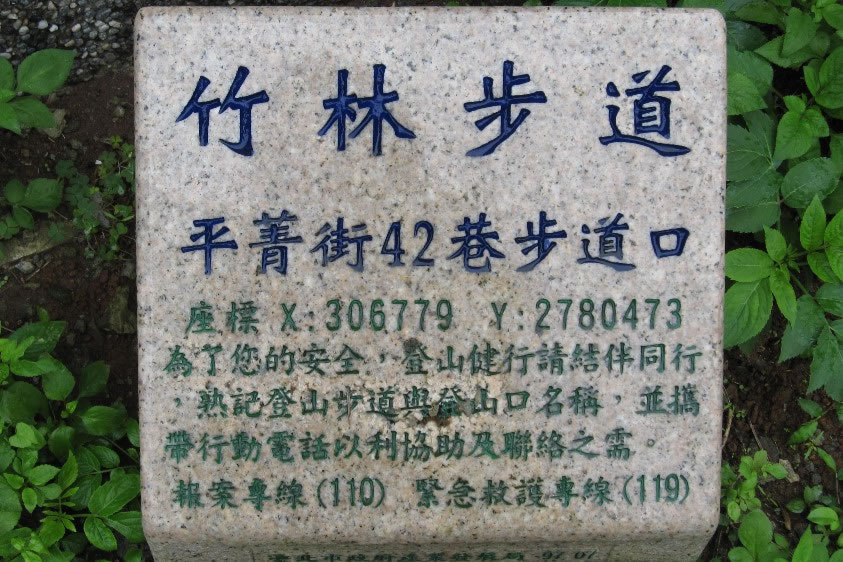 竹林步道
平菁街42巷步道口
座標 X:306779 Y:2780473
為了您的安全，登山健行請結伴同行
，熟記登山步道與登山口名稱，並攜
帶行動電話以利協助及聯絡之需。
報案專線(110) 緊急救護專線(119)